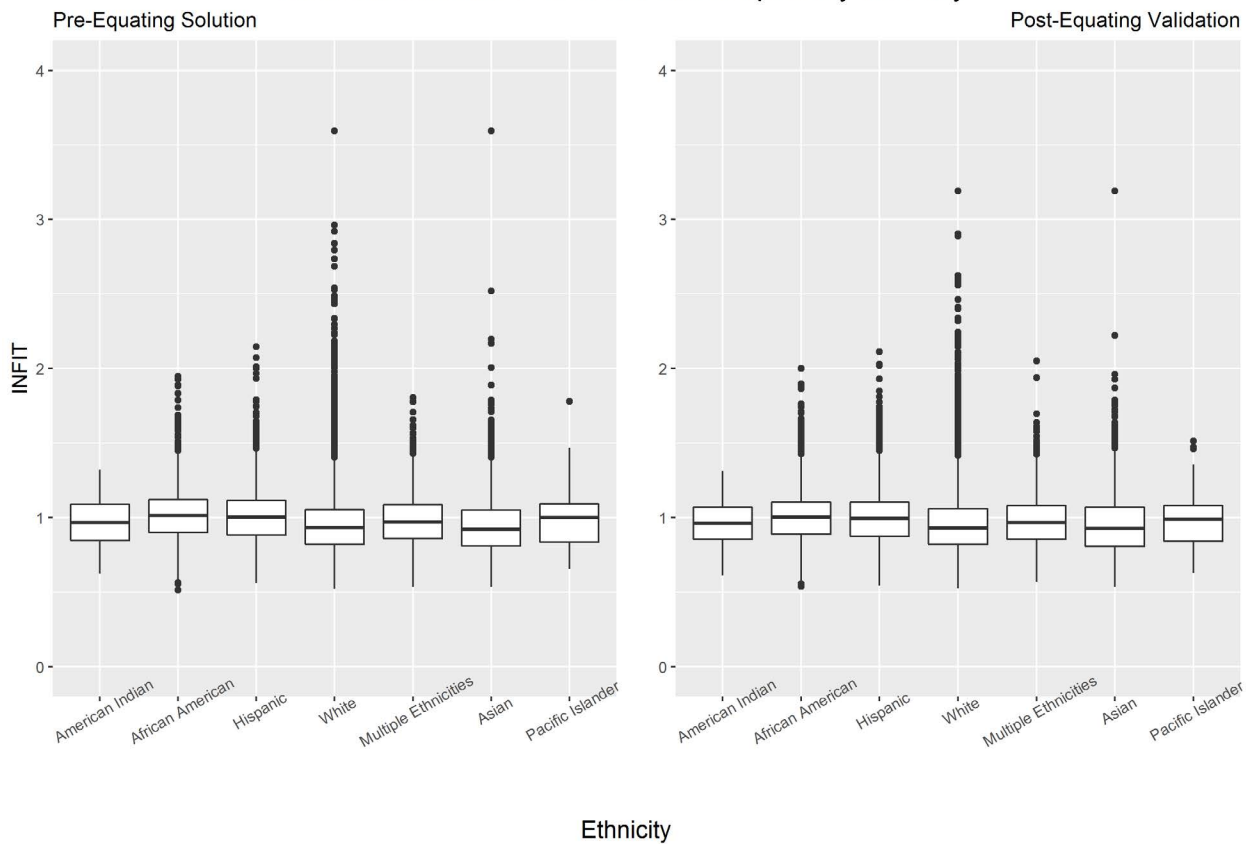 Pre-Equating Solution
Post-Equating Validation
INFIT
4
3
2
1
0
4
3
2
1
0
American Indian
African American
Hispanic
White
Multiple Ethnicities
Asian
Pacific Islander
American Indian
African American
Hispanic
White
Multiple Ethnicities
Asian
Pacific Islander
Ethnicity